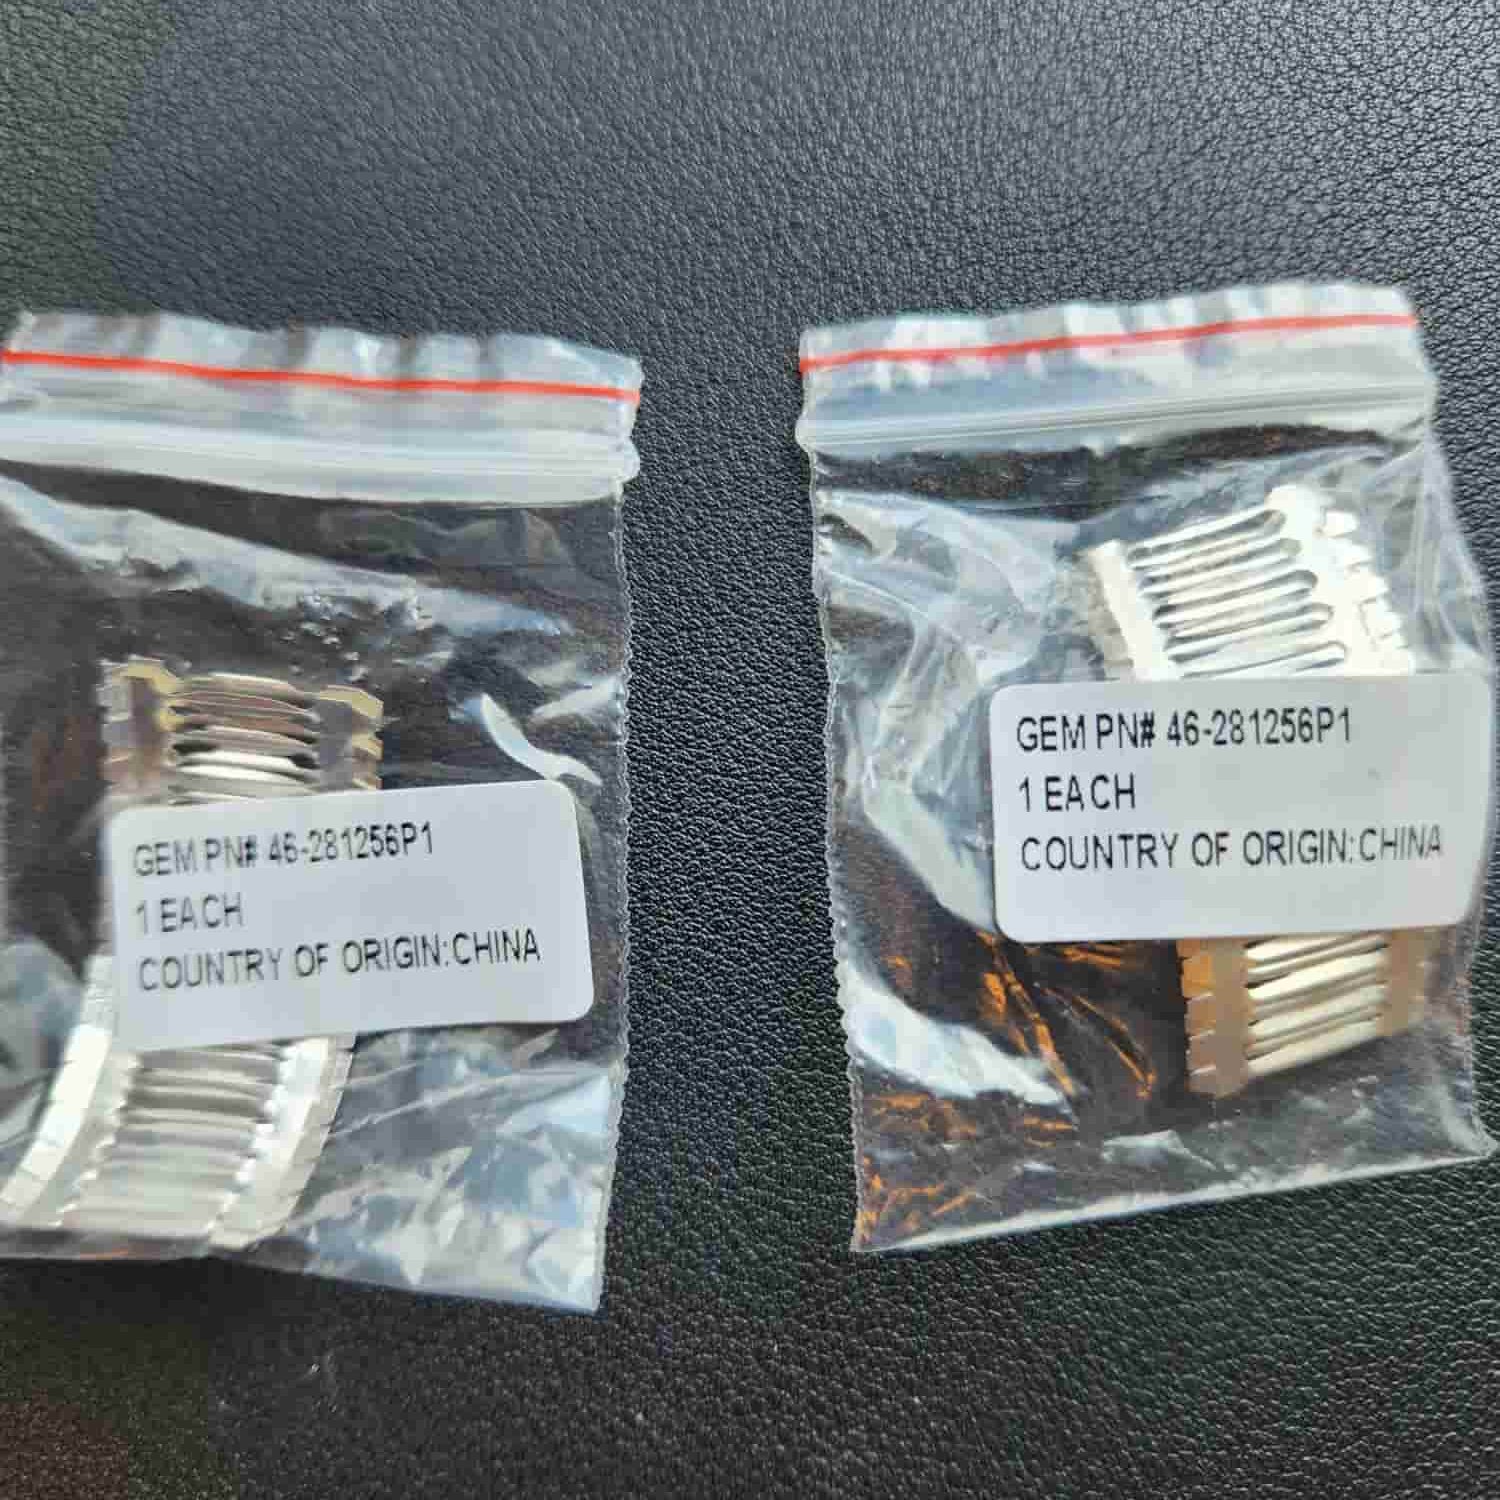 GEM PN# 46-281256P1
1 EACH
COUNTRY OF ORIGIN:CHINA
GEM PN# 46-281256P1
1 EACH
COUNTRY OF ORIGIN:CHINA